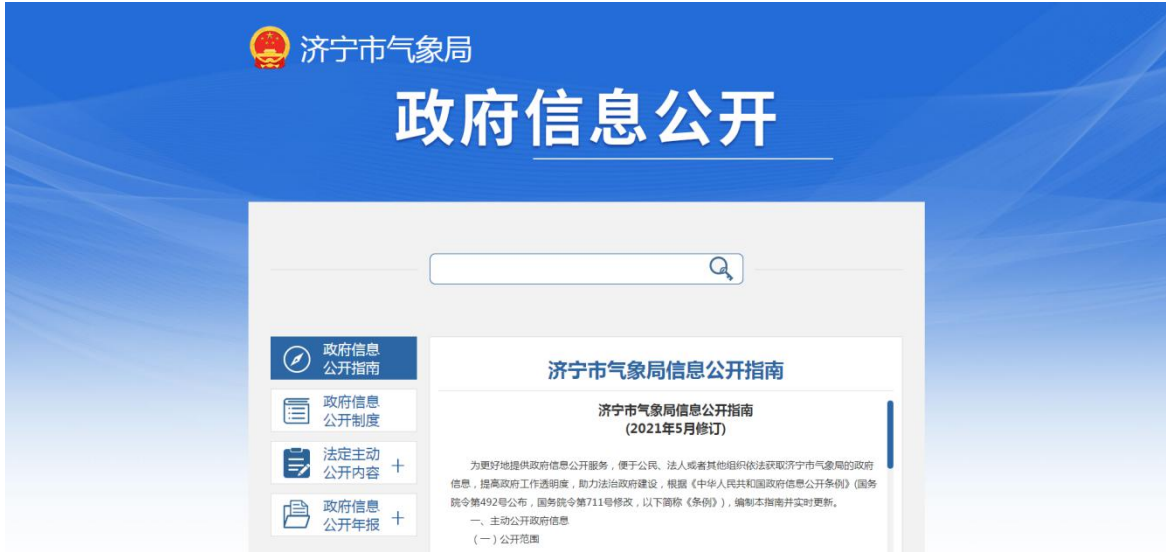 济宁市气象局
政府信息公开
政府信息
公开指南
政府信息
公开制度
法定主动
公开内容
政府信息
公开年报
济宁市气象局信息公开指南
济宁市气象局信息公开指南
(2021年5月修订)
为更好地提供政府信息公开服务，便于公民、法人或者其他组织依法获取济宁市气象局的政府
信息，提高政府工作透明度，助力法治政府建设，根据《中华人民共和国政府信息公开条例》(国务
院令第492号公布，国务院令第711号修改，以下简称《条例》)，编制本指南并实时更新。
一、主动公开政府信息
（一）公开范围